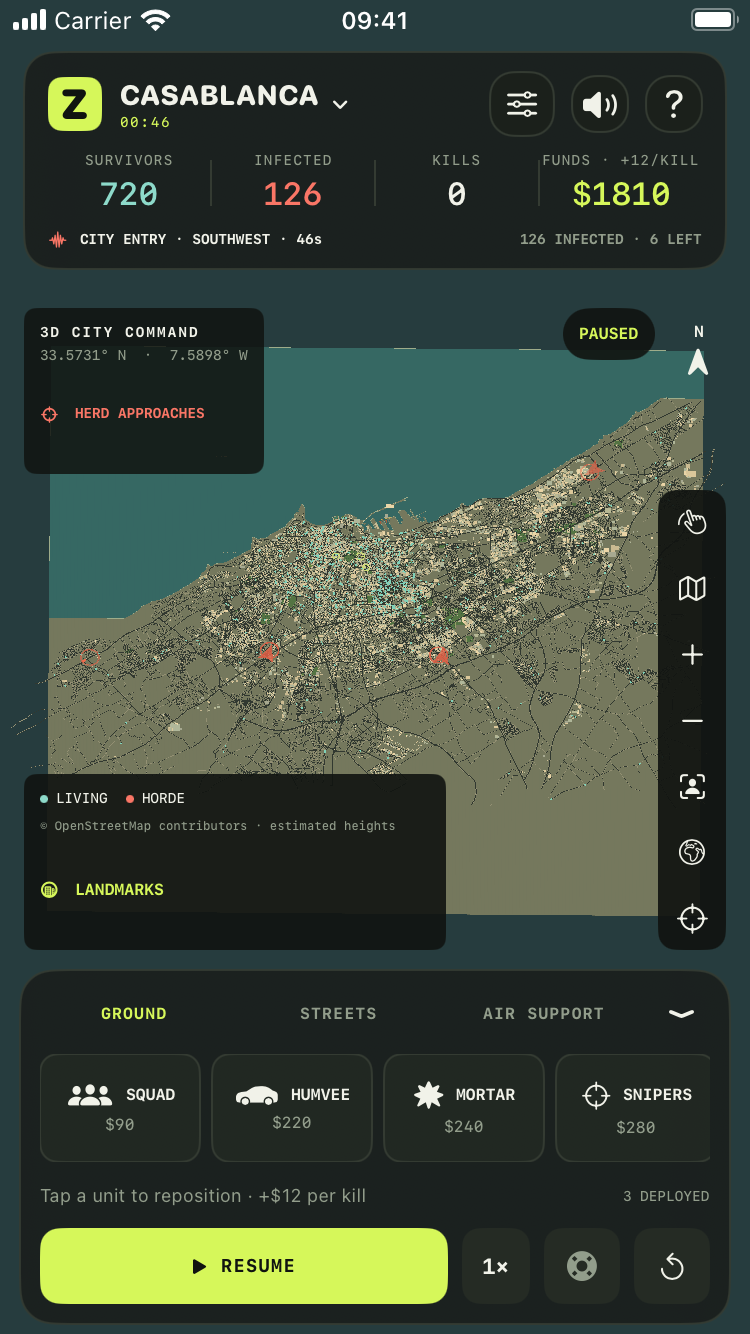 Carrier 09:41
Z CASABLANCA
00:46
?
SURVIVORS INFECTED KILLS FUNDS · +12/KILL
720 126 0 $1810
CITY ENTRY · SOUTHWEST · 46s 126 INFECTED · 6 LEFT
3D CITY COMMAND
33.5731° N · 7.5898° W
HERD APPROACHES
PAUSED
N
LIVING HORDE
© OpenStreetMap contributors · estimated heights
LANDMARKS
GROUND STREETS AIR SUPPORT
SQUAD HUMVEE MORTAR SNIPERS
$90 $220 $240 $280
Tap a unit to reposition · +$12 per kill 3 DEPLOYED
RESUME 1×